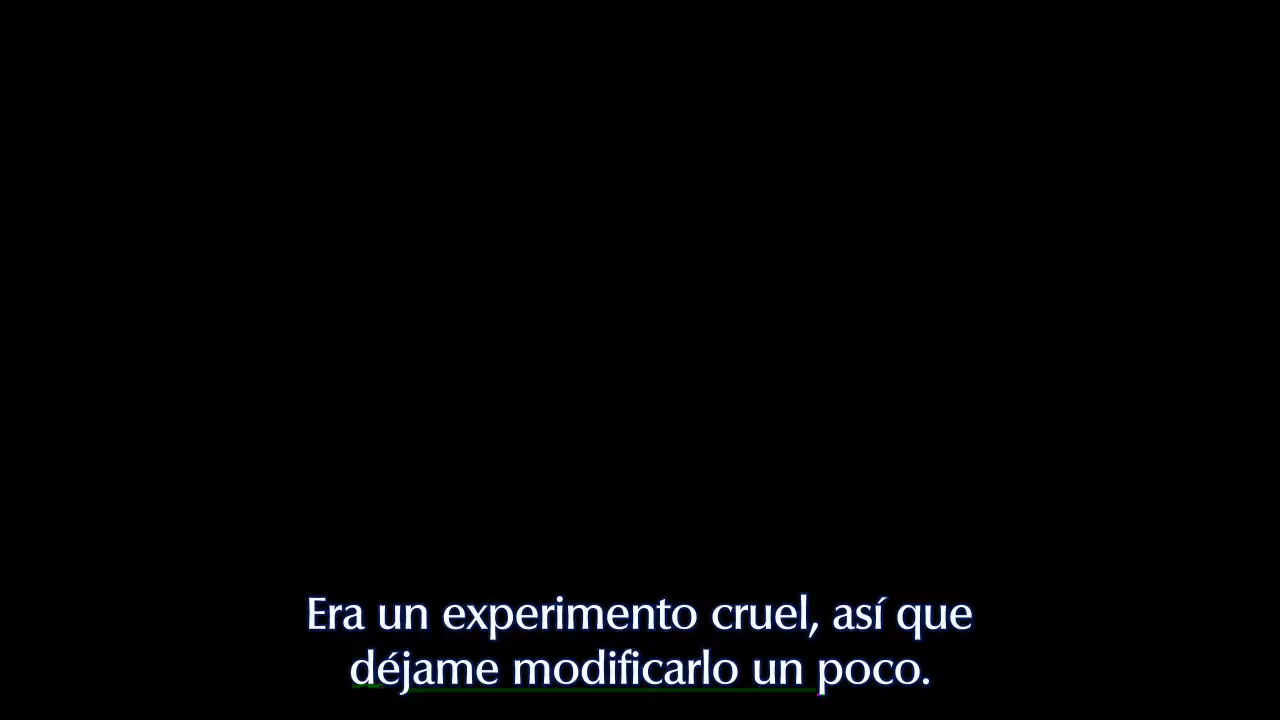 Era un experimento cruel, así que
déjame modificarlo un poco.